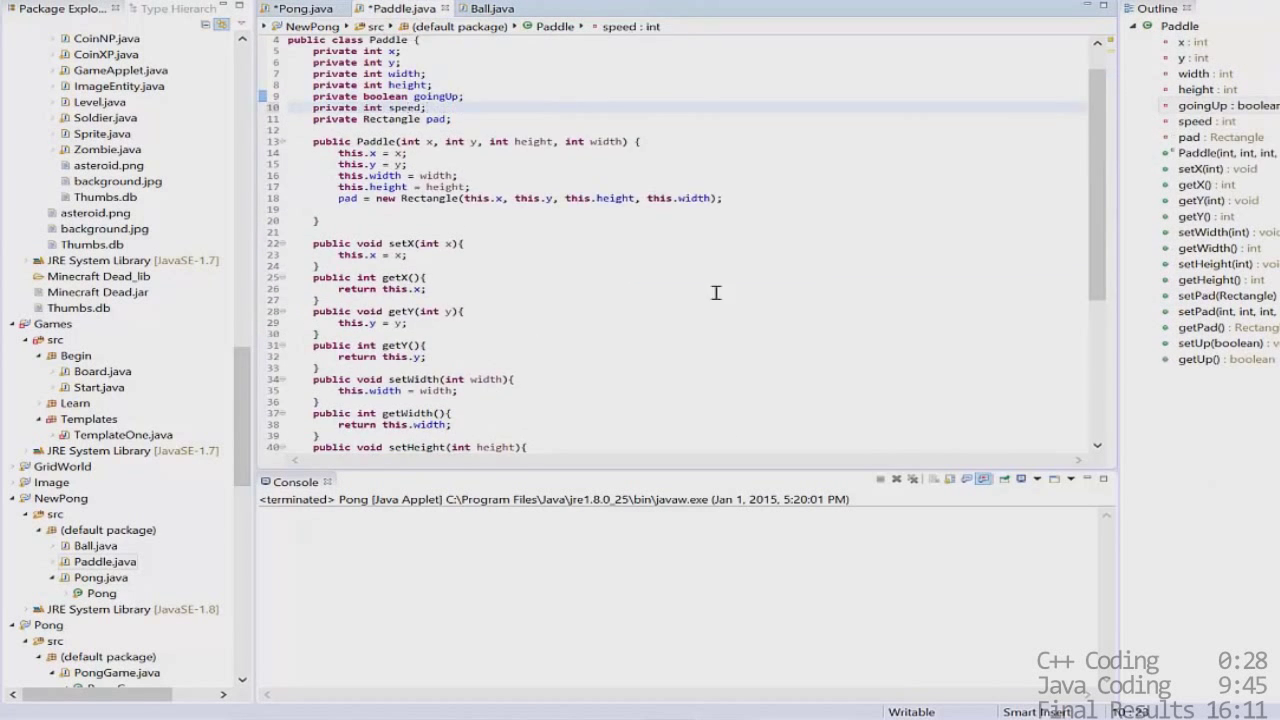 Package Explo...
Type Hierarch
CoinNP.java
CoinXP.java
GameApplet.java
ImageEntity.java
Level.java
Soldier.java
Sprite.java
Zombie.java
asteroid.png
background.jpg
Thumbs.db
asteroid.png
background.jpg
Thumbs.db
JRE System Library [JavaSE-1.7]
Minecraft Dead_lib
Minecraft Dead.jar
Thumbs.db
Games
src
Begin
Board.java
Start.java
Learn
Templates
TemplateOne.java
JRE System Library [JavaSE-1.7]
GridWorld
Image
NewPong
src
(default package)
Ball.java
Paddle.java
Pong.java
Pong
JRE System Library [JavaSE-1.8]
Pong
src
(default package)
PongGame.java
*Pong.java
*Paddle.java
Ball.java
NewPong
src
(default package)
Paddle
speed : int
4 public class Paddle {
5 private int x;
6 private int y;
7 private int width;
8 private int height;
9 private boolean goingUp;
10 private int speed;
11 private Rectangle pad;
12
13 public Paddle(int x, int y, int height, int width) {
14 this.x = x;
15 this.y = y;
16 this.width = width;
17 this.height = height;
18 pad = new Rectangle(this.x, this.y, this.height, this.width);
19
20 }
21
22 public void setX(int x){
23 this.x = x;
24 }
25 public int getX(){
26 return this.x;
27 }
28 public void getY(int y){
29 this.y = y;
30 }
31 public int getY(){
32 return this.y;
33 }
34 public void setWidth(int width){
35 this.width = width;
36 }
37 public int getWidth(){
38 return this.width;
39 }
40 public void setHeight(int height){
Console
<terminated> Pong [Java Applet] C:\Program Files\Java\jre1.8.0_25\bin\javaw.exe (Jan 1, 2015, 5:20:01 PM)
Outline
Paddle
x : int
y : int
width : int
height : int
goingUp : boolean
speed : int
pad : Rectangle
Paddle(int, int, int,
setX(int) : void
getX() : int
getY(int) : void
getY() : int
setWidth(int) : void
getWidth() : int
setHeight(int) : void
getHeight() : int
setPad(Rectangle)
setPad(int, int, int,
getPad() : Rectang
setUp(boolean) :
getUp() : boolean
C++ Coding 0:28
Java Coding 9:45
Final Results 16:11
Writable
Smart Insert